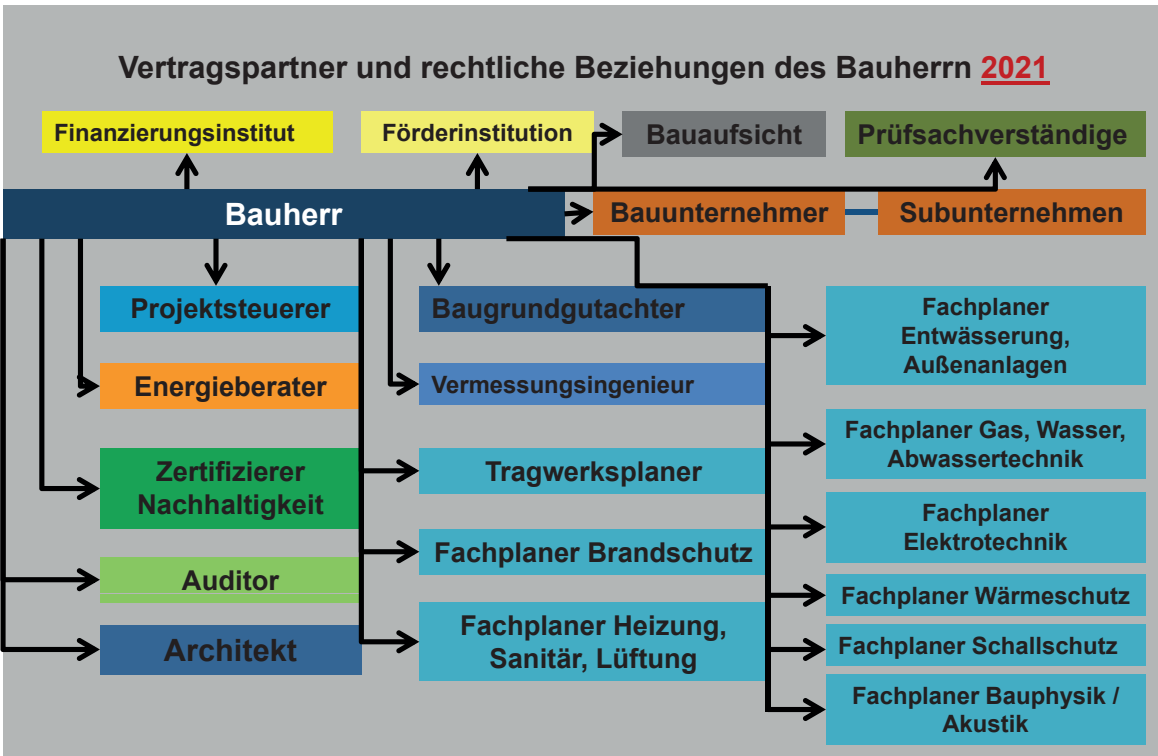 Vertragspartner und rechtliche Beziehungen des Bauherrn 2021
Finanzierungsinstitut
Förderinstitution
Bauaufsicht
Prüfsachverständige
Bauherr
Bauunternehmer
Subunternehmen
Projektsteuerer
Energieberater
Zertifizierer
Nachhaltigkeit
Auditor
Architekt
Baugrundgutachter
Vermessungsingenieur
Tragwerksplaner
Fachplaner Brandschutz
Fachplaner Heizung,
Sanitär, Lüftung
Fachplaner
Entwässerung,
Außenanlagen
Fachplaner Gas, Wasser,
Abwassertechnik
Fachplaner
Elektrotechnik
Fachplaner Wärmeschutz
Fachplaner Schallschutz
Fachplaner Bauphysik /
Akustik